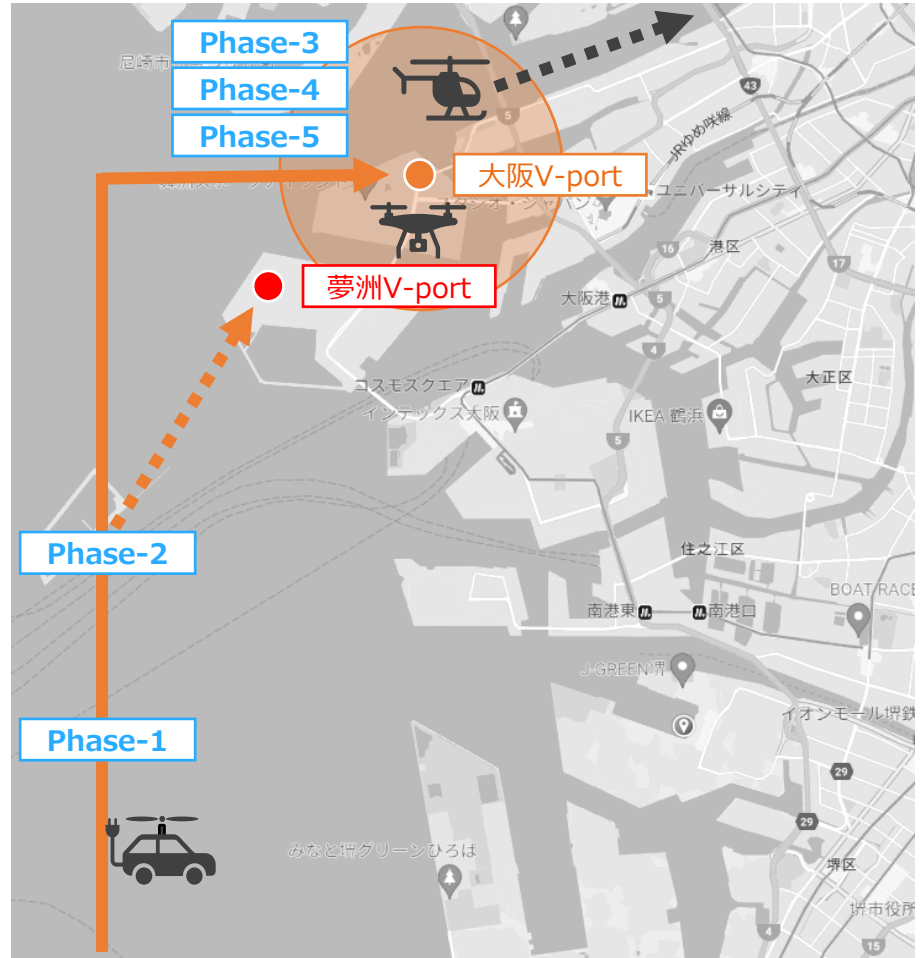 Phase-3
Phase-4
Phase-5
尼崎市
5
43
JRゆめ咲線
大阪V-port
ユニバーサルシティ
夢洲V-port
16
港区
17
大阪港
5
4
コスモスクエア
大正区
インテックス大阪
IKEA 鶴浜
5
Phase-2
住之江区
BOAT RACE
南港東
南港口
J-GREEN堺
Phase-1
イオンモール堺鉄
29
29
みなと堺グリーンひろば
堺区
堺市役所
4
15